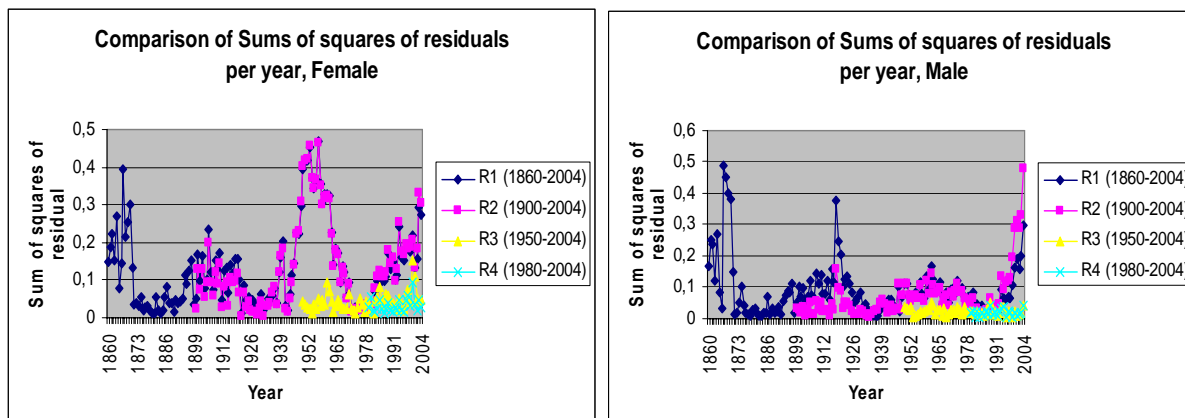 Comparison of Sums of squares of residuals
per year, Female
0,5
0,4
0,3
0,2
0,1
0
Sum of squares of
residual
1860
1873
1886
1899
1912
1926
1939
1952
1965
1978
1991
2004
Year
R1 (1860-2004)
R2 (1900-2004)
R3 (1950-2004)
R4 (1980-2004)
Comparison of Sums of squares of residuals
per year, Male
0,6
0,5
0,4
0,3
0,2
0,1
0
Sum of squares of
residual
1860
1873
1886
1899
1912
1926
1939
1952
1965
1978
1991
2004
Year
R1 (1860-2004)
R2 (1900-2004)
R3 (1950-2004)
R4 (1980-2004)